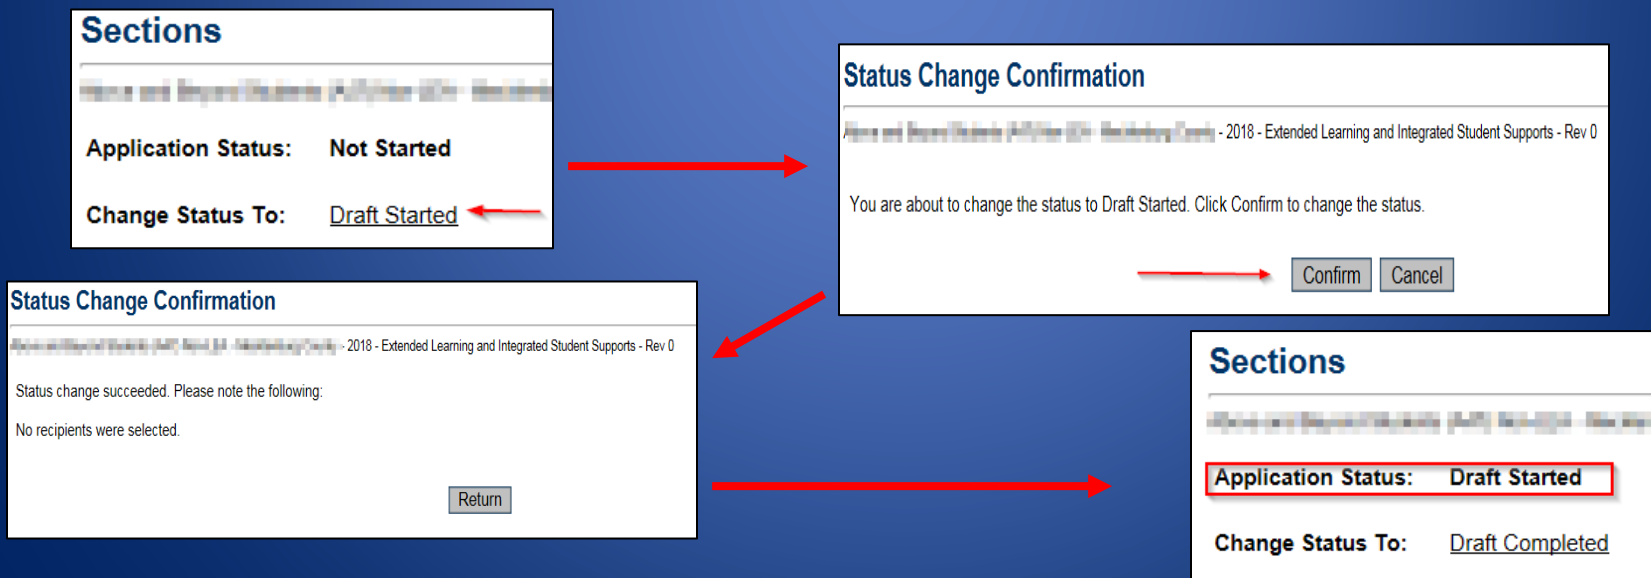 Sections
Application Status: Not Started
Change Status To: Draft Started
Status Change Confirmation
- 2018 - Extended Learning and Integrated Student Supports - Rev 0
You are about to change the status to Draft Started. Click Confirm to change the status.
Confirm Cancel
Status Change Confirmation
- 2018 - Extended Learning and Integrated Student Supports - Rev 0
Status change succeeded. Please note the following:
No recipients were selected.
Return
Sections
Application Status: Draft Started
Change Status To: Draft Completed